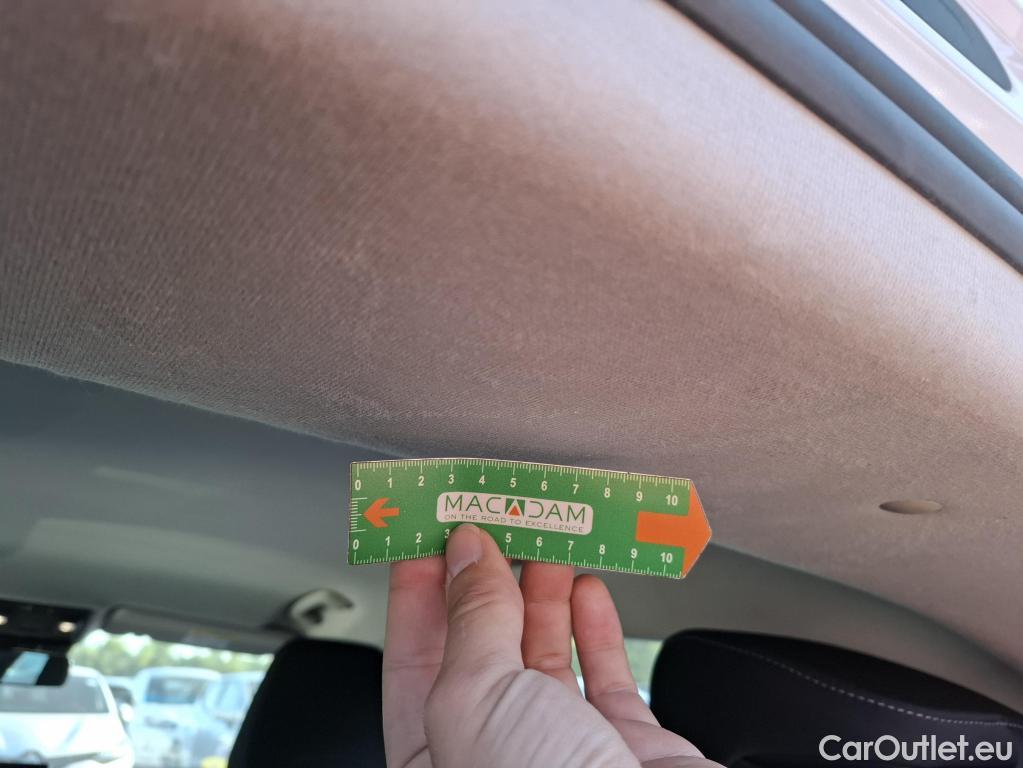 0 1 2 3 4 5 6 7 8 9 10
MACADAM
ON THE ROAD TO EXCELLENCE
0 1 2 3 5 6 7 8 9 10
CarOutlet.eu